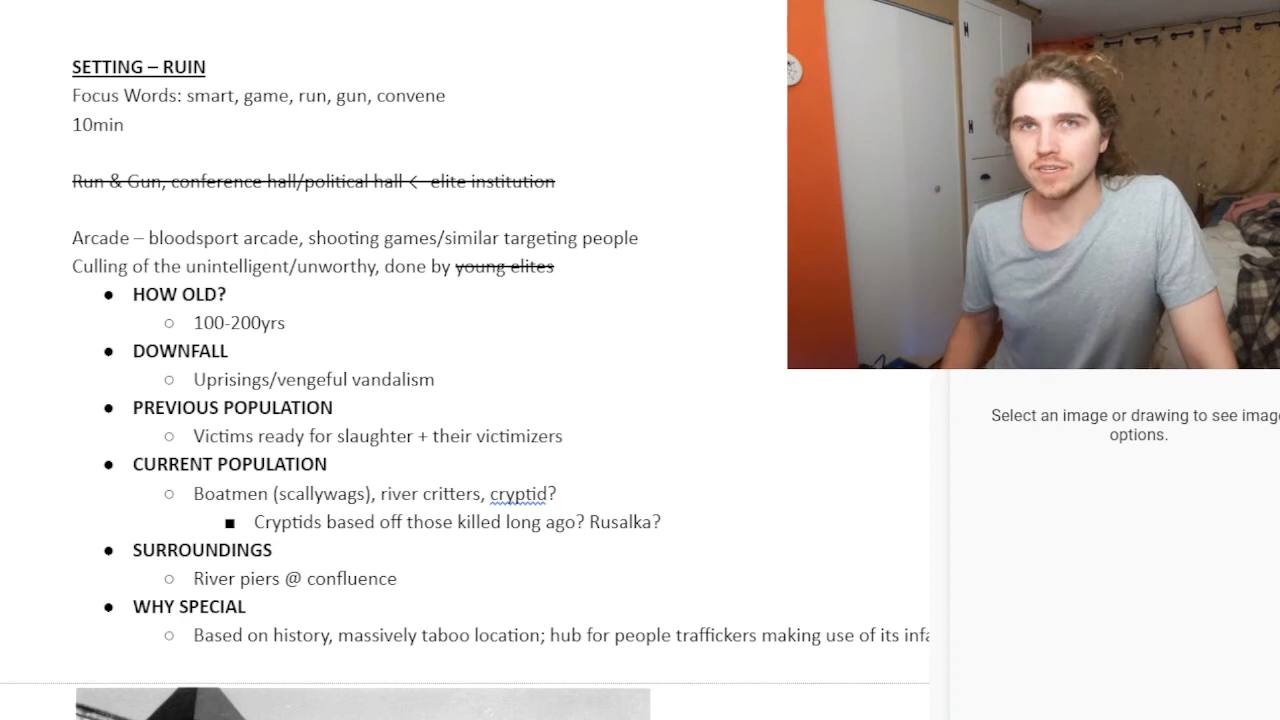 SETTING – RUIN
Focus Words: smart, game, run, gun, convene
10min
Run & Gun, conference hall/political hall ← elite institution
Arcade – bloodsport arcade, shooting games/similar targeting people
Culling of the unintelligent/unworthy, done by young elites
● HOW OLD?
○ 100-200yrs
● DOWNFALL
○ Uprisings/vengeful vandalism
● PREVIOUS POPULATION
○ Victims ready for slaughter + their victimizers
● CURRENT POPULATION
○ Boatmen (scallywags), river critters, cryptid?
■ Cryptids based off those killed long ago? Rusalka?
● SURROUNDINGS
○ River piers @ confluence
● WHY SPECIAL
○ Based on history, massively taboo location; hub for people traffickers making use of its infa
Select an image or drawing to see imag
options.